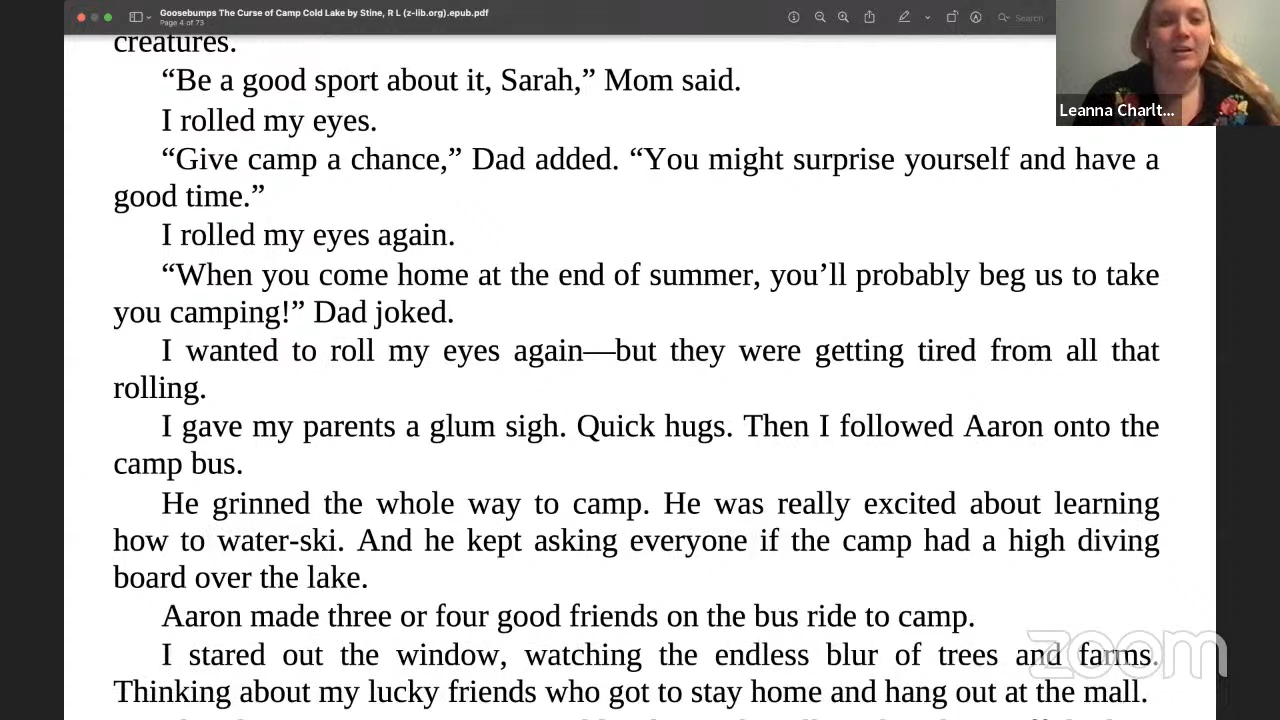 Goosebumps The Curse of Camp Cold Lake by Stine, R L (z-lib.org).epub.pdf
Page 4 of 73
Search
creatures.
“Be a good sport about it, Sarah,” Mom said.
I rolled my eyes.
“Give camp a chance,” Dad added. “You might surprise yourself and have a
good time.”
I rolled my eyes again.
“When you come home at the end of summer, you’ll probably beg us to take
you camping!” Dad joked.
I wanted to roll my eyes again—but they were getting tired from all that
rolling.
I gave my parents a glum sigh. Quick hugs. Then I followed Aaron onto the
camp bus.
He grinned the whole way to camp. He was really excited about learning
how to water-ski. And he kept asking everyone if the camp had a high diving
board over the lake.
Aaron made three or four good friends on the bus ride to camp.
I stared out the window, watching the endless blur of trees and farms.
Thinking about my lucky friends who got to stay home and hang out at the mall.
Leanna Charlt...
zoom